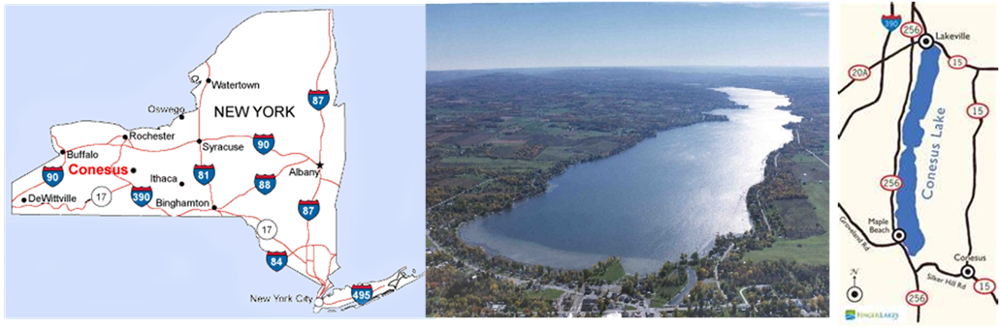 87
Watertown
NEW YORK
Oswego
Rochester
Syracuse
90
Buffalo
90
Conesus
Ithaca
81
88
Albany
DeWittville
17
390
Binghamton
87
17
84
New York City
495
390
256
Lakeville
20A
15
15
Conesus Lake
256
Maple
Beach
Groveland Rd
Conesus
Sliker Hill Rd
15
N
256
FINGERLAKES